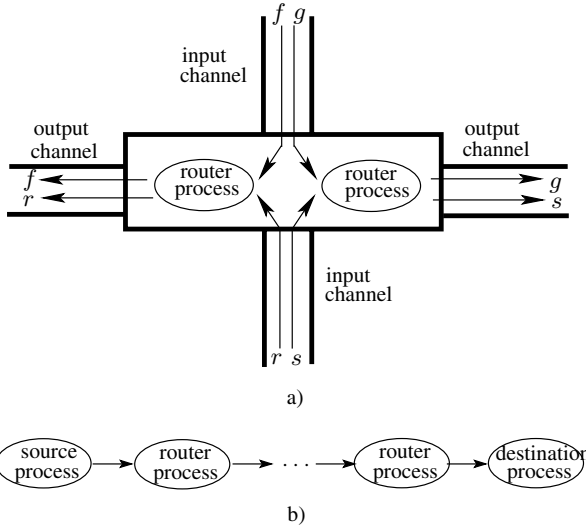 f g
input
channel
output
channel
output
channel
f
r
router
process
router
process
g
s
input
channel
r s
a)
source
process
router
process
· · ·
router
process
destination
process
b)